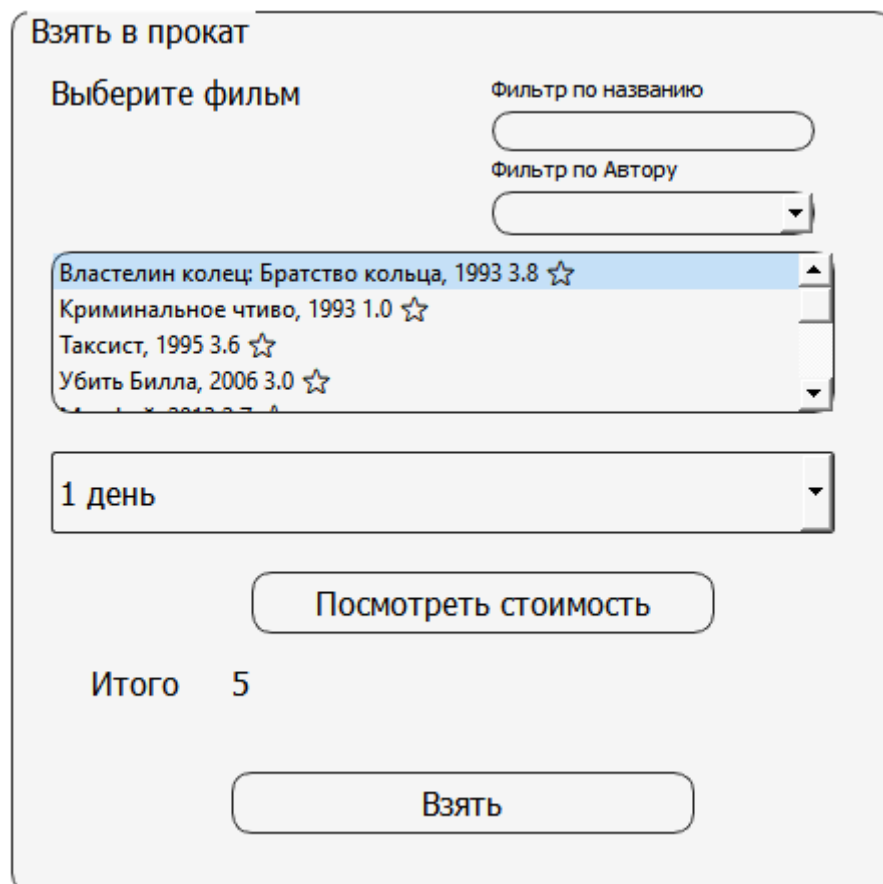 Взять в прокат
Выберите фильм
Фильтр по названию
Фильтр по Автору
Властелин колец: Братство кольца, 1993 3.8 ☆
Криминальное чтиво, 1993 1.0 ☆
Таксист, 1995 3.6 ☆
Убить Билла, 2006 3.0 ☆
1 день
Посмотреть стоимость
Итого 5
Взять